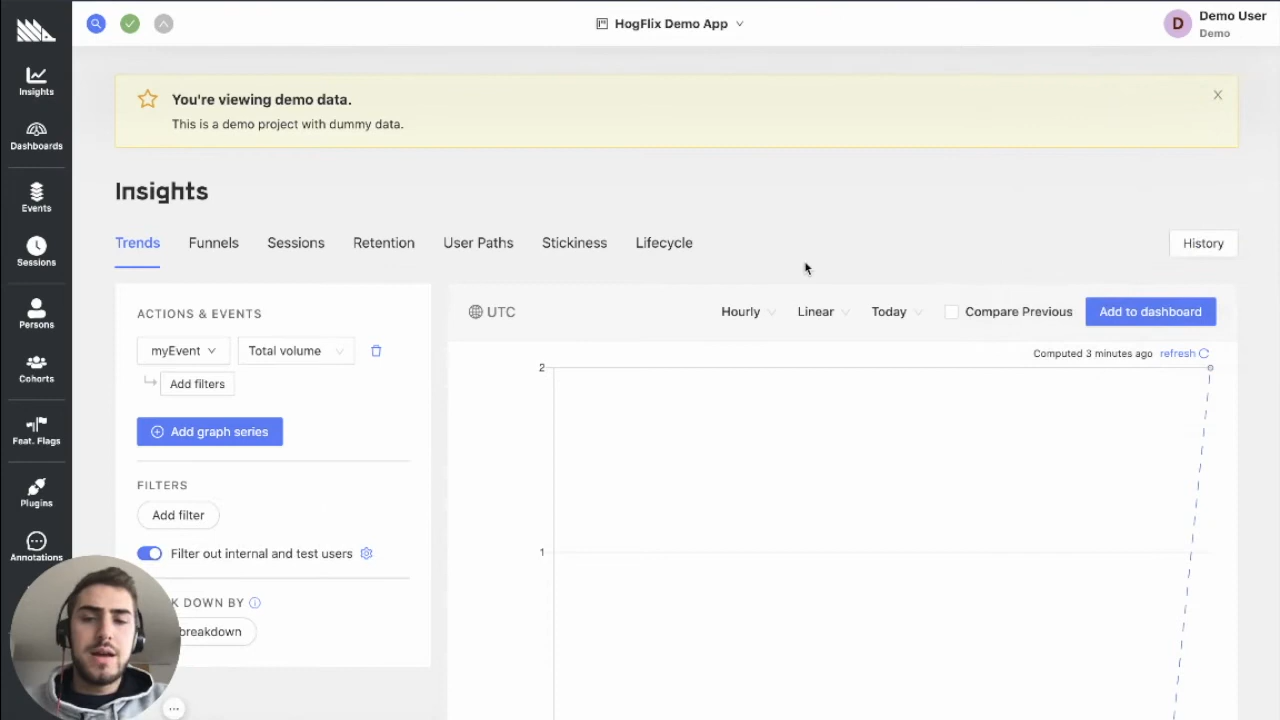 HogFlix Demo App
Demo User
Demo
D
Insights
Dashboards
Events
Sessions
Persons
Cohorts
Feat. Flags
Plugins
Annotations
You're viewing demo data.
This is a demo project with dummy data.
Insights
Trends
Funnels
Sessions
Retention
User Paths
Stickiness
Lifecycle
History
ACTIONS & EVENTS
myEvent
Total volume
Add filters
Add graph series
FILTERS
Add filter
Filter out internal and test users
K DOWN BY
breakdown
UTC
Hourly
Linear
Today
Compare Previous
Add to dashboard
Computed 3 minutes ago refresh
2
1
...